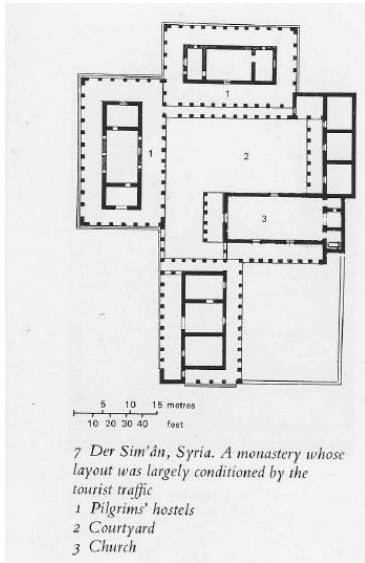 1
1
2
3
5 10 15 metres
10 20 30 40 feet
7 Der Sim'ân, Syria. A monastery whose
layout was largely conditioned by the
tourist traffic
1 Pilgrims' hostels
2 Courtyard
3 Church